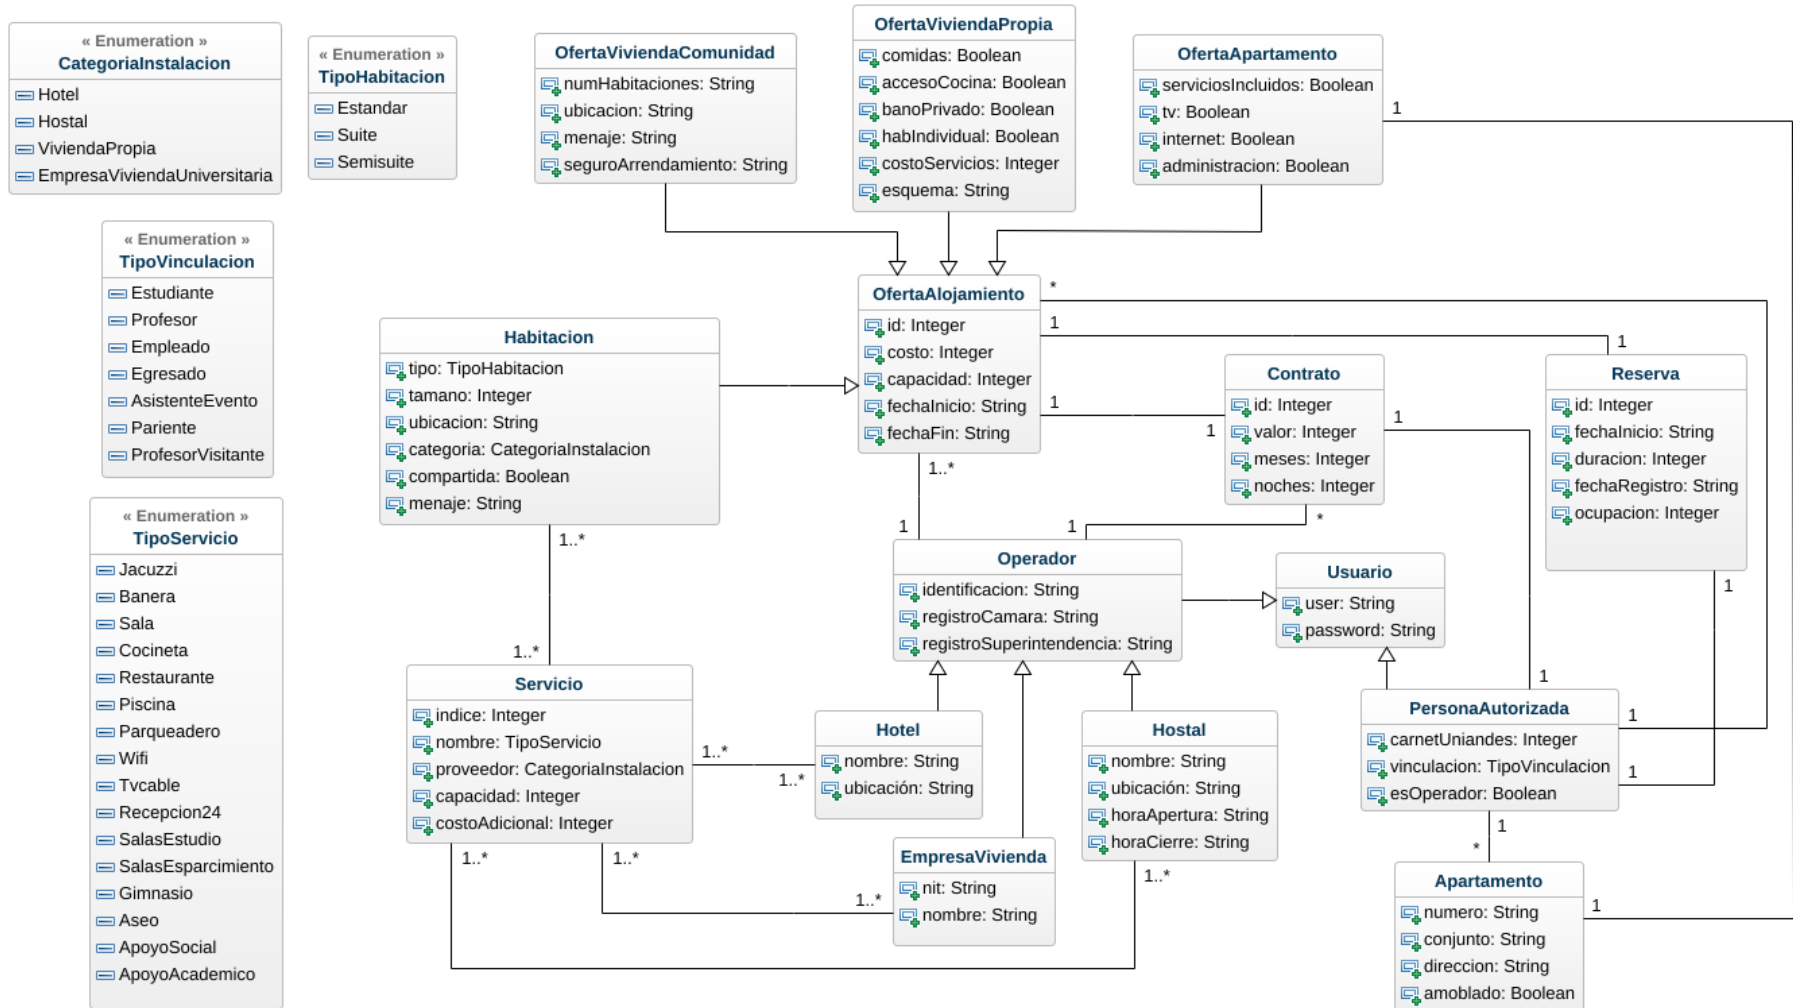 « Enumeration »
CategoriaInstalacion
Hotel
Hostal
ViviendaPropia
EmpresaViviendaUniversitaria
« Enumeration »
TipoHabitacion
Estandar
Suite
Semisuite
OfertaViviendaComunidad
numHabitaciones: String
ubicacion: String
menaje: String
seguroArrendamiento: String
OfertaViviendaPropia
comidas: Boolean
accesoCocina: Boolean
banoPrivado: Boolean
habIndividual: Boolean
costoServicios: Integer
esquema: String
OfertaApartamento
serviciosIncluidos: Boolean
tv: Boolean
internet: Boolean
administracion: Boolean
1
« Enumeration »
TipoVinculacion
Estudiante
Profesor
Empleado
Egresado
AsistenteEvento
Pariente
ProfesorVisitante
Habitacion
tipo: TipoHabitacion
tamano: Integer
ubicacion: String
categoria: CategoriaInstalacion
compartida: Boolean
menaje: String
1..*
OfertaAlojamiento
id: Integer
costo: Integer
capacidad: Integer
fechaInicio: String
fechaFin: String
*
1
1
1
1
1..*
1
Contrato
id: Integer
valor: Integer
meses: Integer
noches: Integer
1
*
1
Reserva
id: Integer
fechaInicio: String
duracion: Integer
fechaRegistro: String
ocupacion: Integer
1
« Enumeration »
TipoServicio
Jacuzzi
Banera
Sala
Cocineta
Restaurante
Piscina
Parqueadero
Wifi
Tvcable
Recepcion24
SalasEstudio
SalasEsparcimiento
Gimnasio
Aseo
ApoyoSocial
ApoyoAcademico
Operador
identificacion: String
registroCamara: String
registroSuperintendencia: String
Usuario
user: String
password: String
1..*
Servicio
indice: Integer
nombre: TipoServicio
proveedor: CategoriaInstalacion
capacidad: Integer
costoAdicional: Integer
1..*
1..*
1..*
1..*
Hotel
nombre: String
ubicación: String
Hostal
nombre: String
ubicación: String
horaApertura: String
horaCierre: String
1..*
EmpresaVivienda
nit: String
nombre: String
1..*
1
PersonaAutorizada
carnetUniandes: Integer
vinculacion: TipoVinculacion
esOperador: Boolean
1
1
1
*
Apartamento
numero: String
conjunto: String
direccion: String
amoblado: Boolean
1